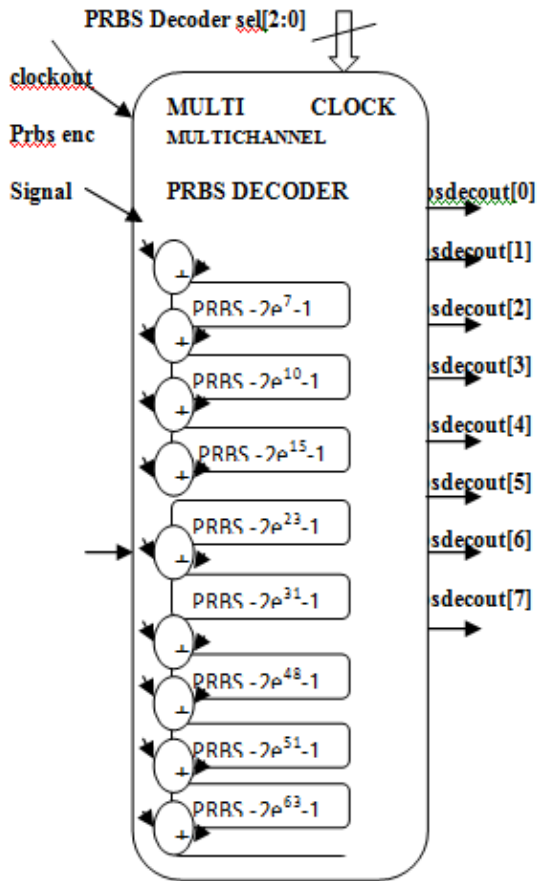 PRBS Decoder sel[2:0]
clockout
MULTI CLOCK
Prbs enc
MULTICHANNEL
Signal
PRBS DECODER
sdecout[0]
sdecout[1]
sdecout[2]
sdecout[3]
sdecout[4]
sdecout[5]
sdecout[6]
sdecout[7]
+
PRBS -2e⁷-1
+
PRBS -2e¹⁰-1
+
PRBS -2e¹⁵-1
+
PRBS -2e²³-1
+
PRBS -2e³¹-1
+
PRBS -2e⁴⁸-1
+
PRBS -2e⁵¹-1
+
PRBS -2e⁶³-1
+